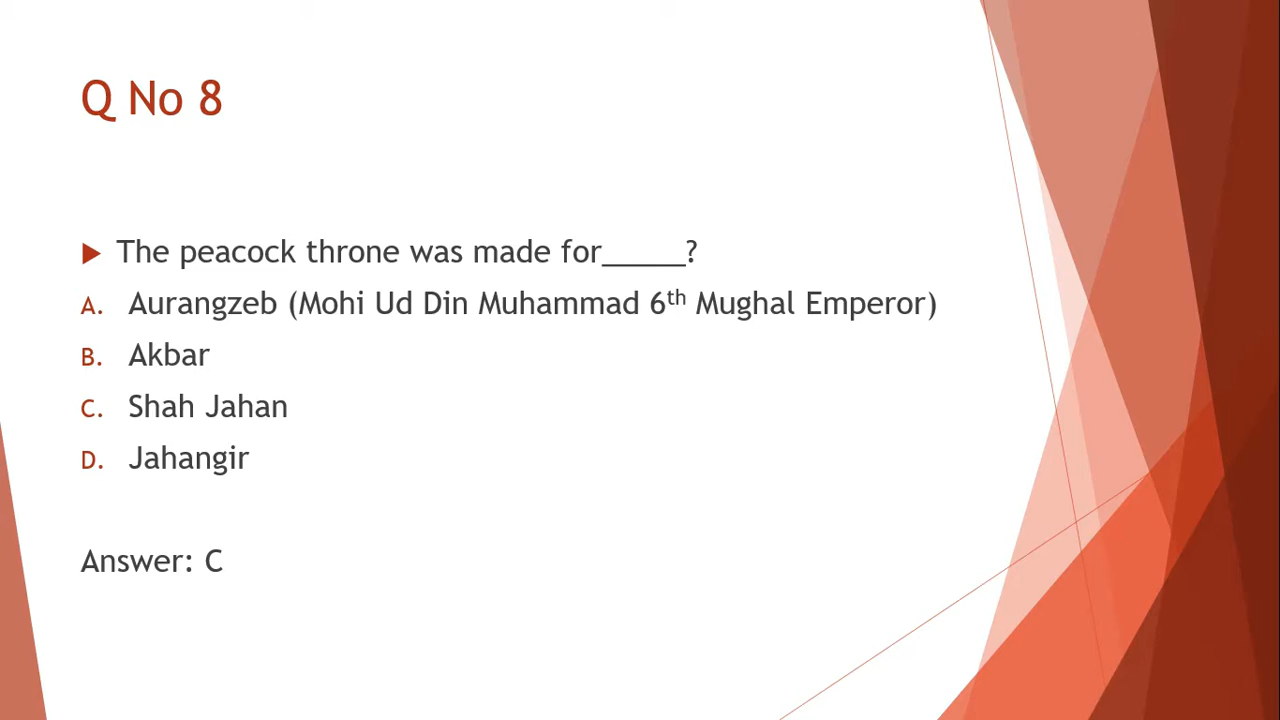 Q No 8
The peacock throne was made for_____?
A. Aurangzeb (Mohi Ud Din Muhammad 6th Mughal Emperor)
B. Akbar
C. Shah Jahan
D. Jahangir
Answer: C